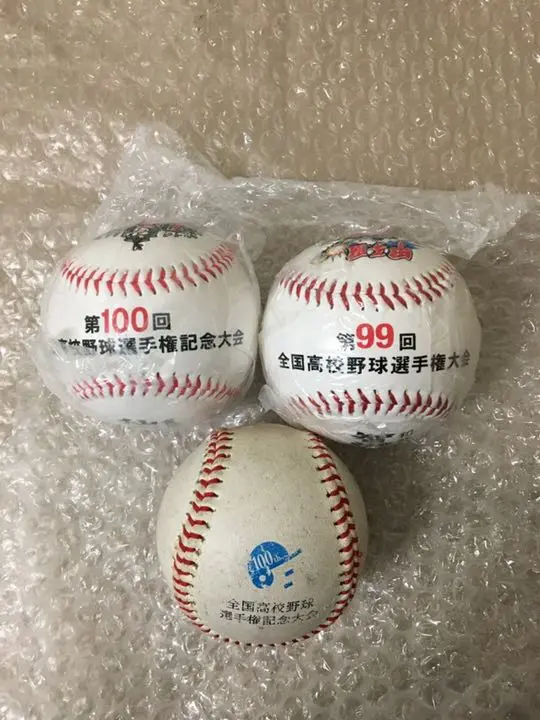 第100回
高校野球選手権記念大会
第99回
全国高校野球選手権大会
100th
全国高校野球
選手権記念大会